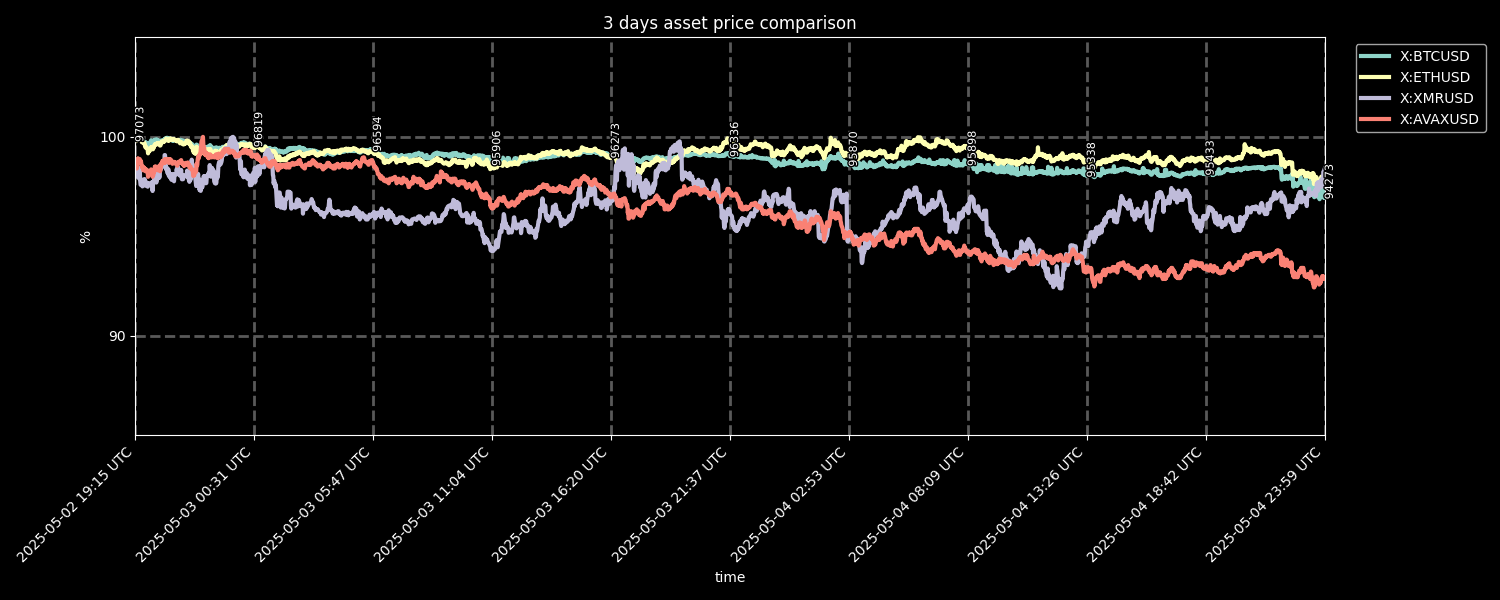 3 days asset price comparison
X:BTCUSD
X:ETHUSD
X:XMRUSD
X:AVAXUSD
100
90
%
97073
96819
96594
95906
96273
96336
95870
95898
95338
95433
94273
2025-05-02 19:15 UTC
2025-05-03 00:31 UTC
2025-05-03 05:47 UTC
2025-05-03 11:04 UTC
2025-05-03 16:20 UTC
2025-05-03 21:37 UTC
2025-05-04 02:53 UTC
2025-05-04 08:09 UTC
2025-05-04 13:26 UTC
2025-05-04 18:42 UTC
2025-05-04 23:59 UTC
time